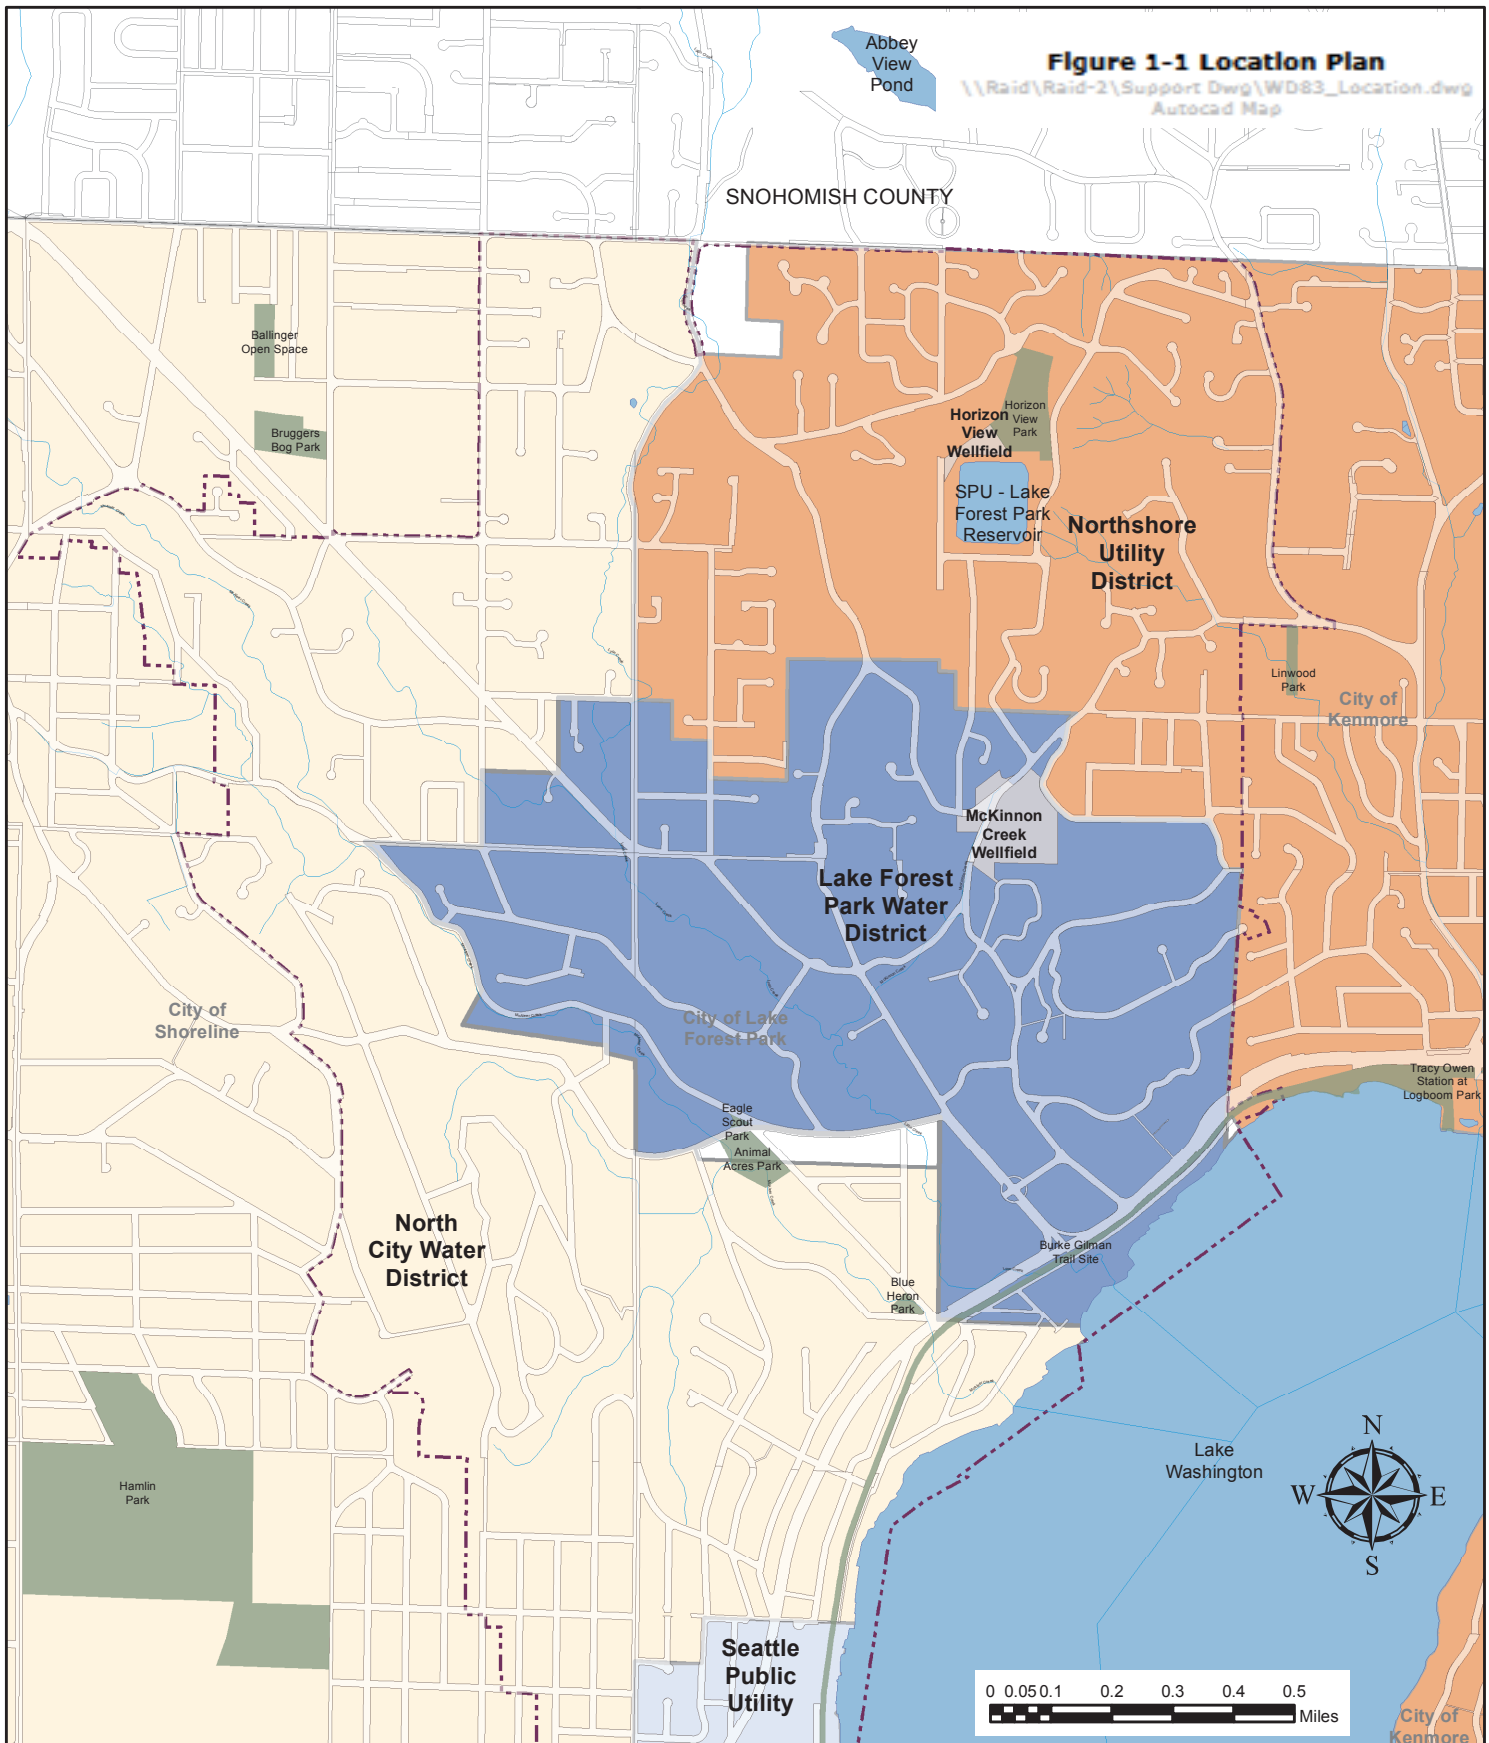 Abbey
View
Pond
Figure 1-1 Location Plan
\\Raid\Raid-2\Support Dwg\WD83_Location.dwg
Autocad Map
SNOHOMISH COUNTY
Ballinger
Open Space
Bruggers
Bog Park
Horizon
View
Wellfield
Horizon
View
Park
SPU - Lake
Forest Park
Reservoir
Northshore
Utility
District
Linwood
Park
City of
Kenmore
McKinnon
Creek
Wellfield
Lake Forest
Park Water
District
City of
Shoreline
City of Lake
Forest Park
Tracy Owen
Station at
Logboom Park
Eagle
Scout
Park
Animal
Acres Park
North
City Water
District
Burke Gilman
Trail Site
Blue
Heron
Park
Lake
Washington
Hamlin
Park
N
W
E
S
Seattle
Public
Utility
0 0.05 0.1 0.2 0.3 0.4 0.5
Miles
City of
Kenmore